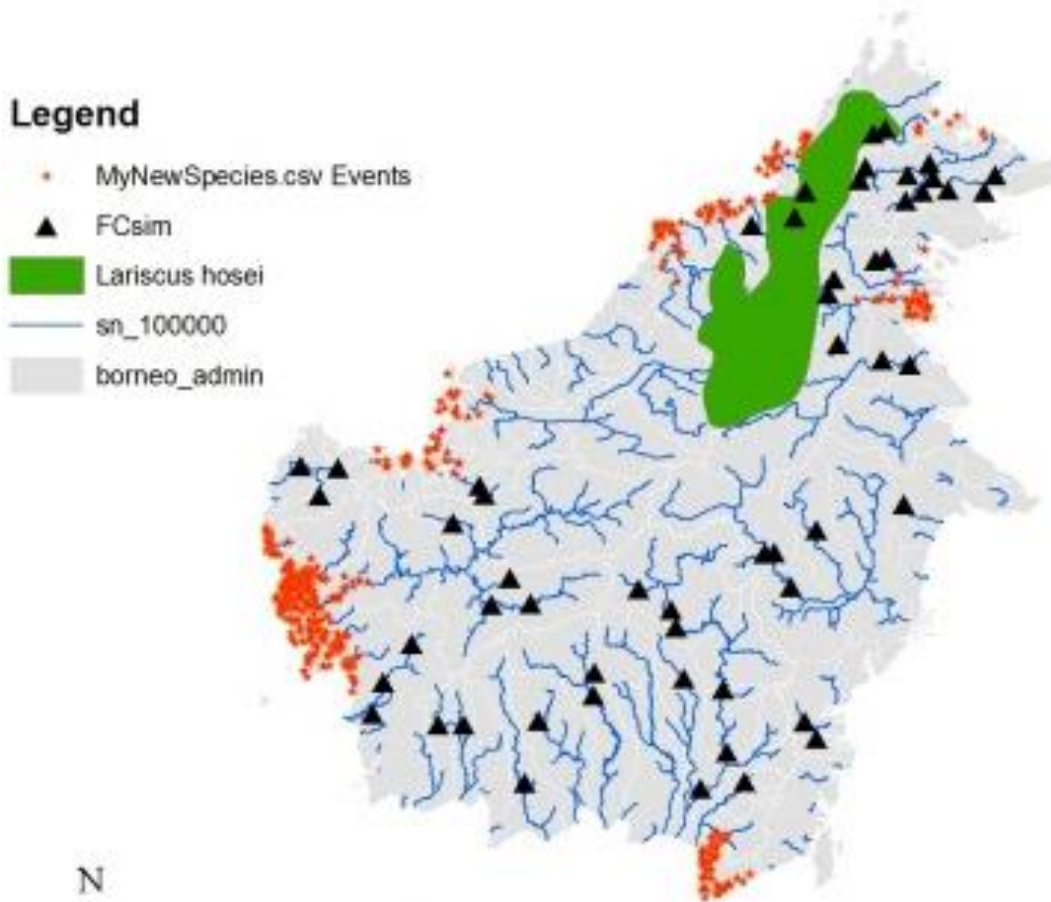 Legend
MyNewSpecies.csv Events
FCsim
Lariscus hosei
sn_100000
borneo_admin
N